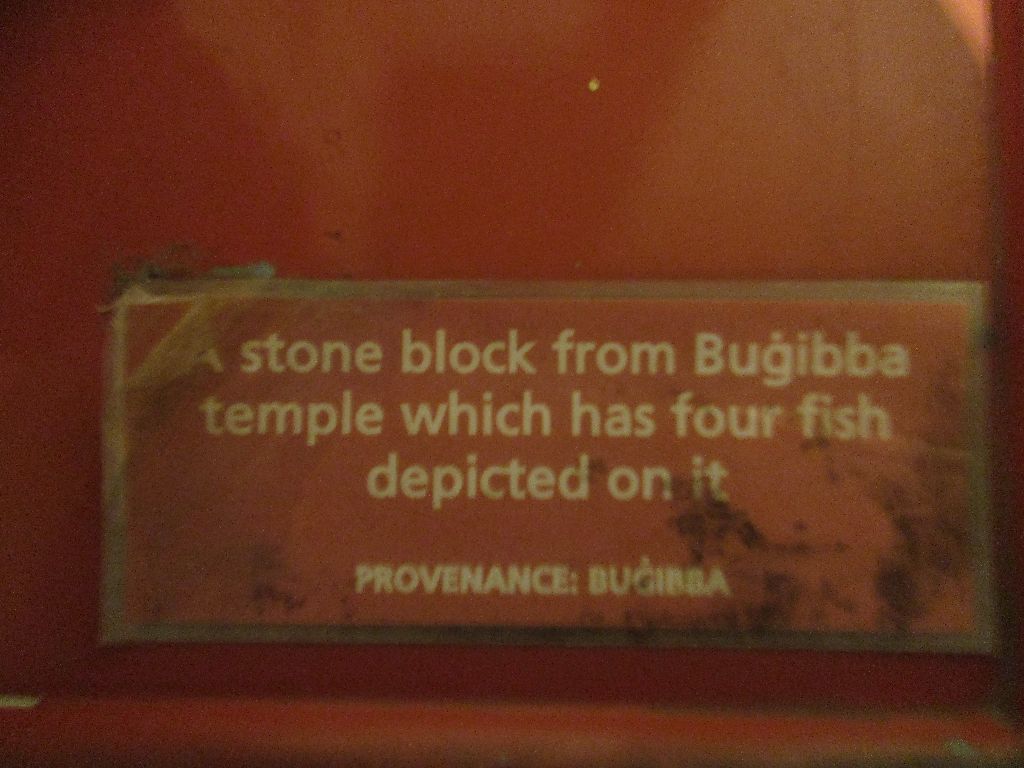 A stone block from Buġibba
temple which has four fish
depicted on it
PROVENANCE: BUĠIBBA